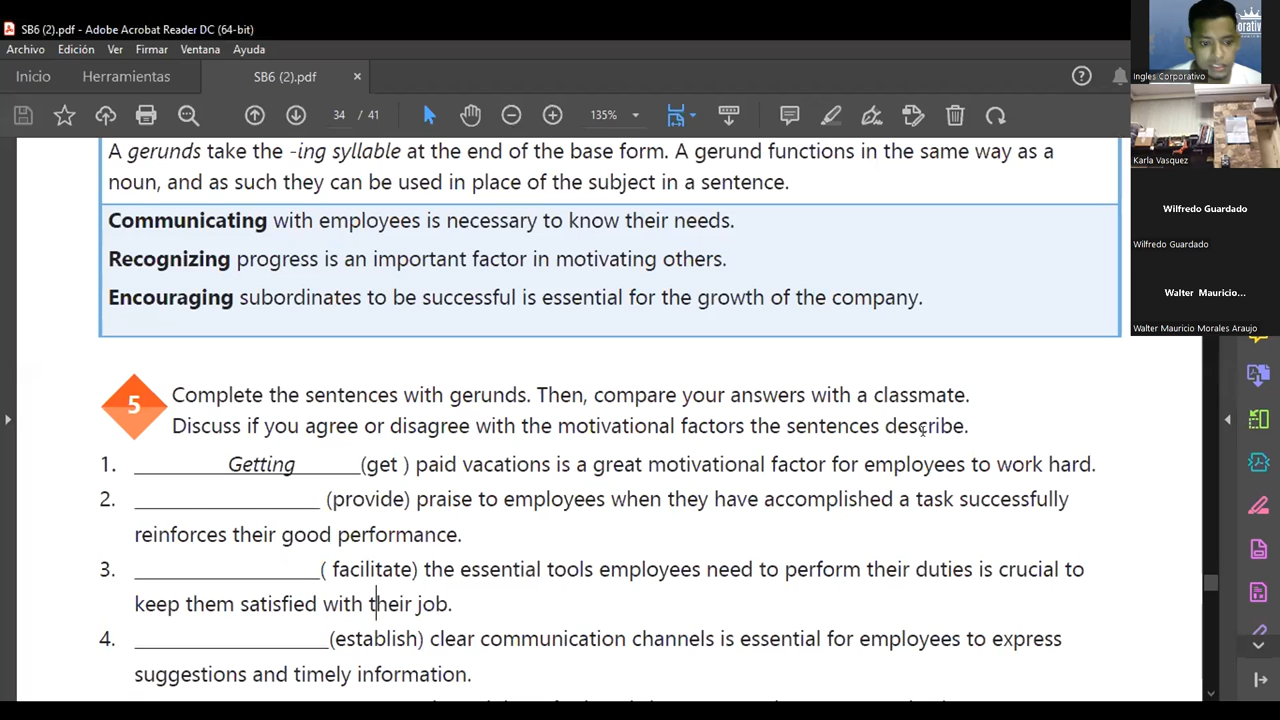 SB6 (2).pdf - Adobe Acrobat Reader DC (64-bit)
Archivo Edición Ver Firmar Ventana Ayuda
Inicio Herramientas SB6 (2).pdf
34 / 41 135%
A gerunds take the -ing syllable at the end of the base form. A gerund functions in the same way as a
noun, and as such they can be used in place of the subject in a sentence.
Communicating with employees is necessary to know their needs.
Recognizing progress is an important factor in motivating others.
Encouraging subordinates to be successful is essential for the growth of the company.
5
Complete the sentences with gerunds. Then, compare your answers with a classmate.
Discuss if you agree or disagree with the motivational factors the sentences describe.
1. ________Getting______(get ) paid vacations is a great motivational factor for employees to work hard.
2. __________________ (provide) praise to employees when they have accomplished a task successfully
reinforces their good performance.
3. __________________( facilitate) the essential tools employees need to perform their duties is crucial to
keep them satisfied with their job.
4. ___________________(establish) clear communication channels is essential for employees to express
suggestions and timely information.
Ingles Corporativo
Karla Vasquez
Wilfredo Guardado
Wilfredo Guardado
Walter Mauricio...
Walter Mauricio Morales Araujo